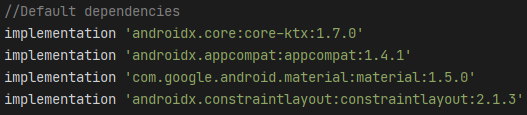 //Default dependencies
implementation 'androidx.core:core-ktx:1.7.0'
implementation 'androidx.appcompat:appcompat:1.4.1'
implementation 'com.google.android.material:material:1.5.0'
implementation 'androidx.constraintlayout:constraintlayout:2.1.3'